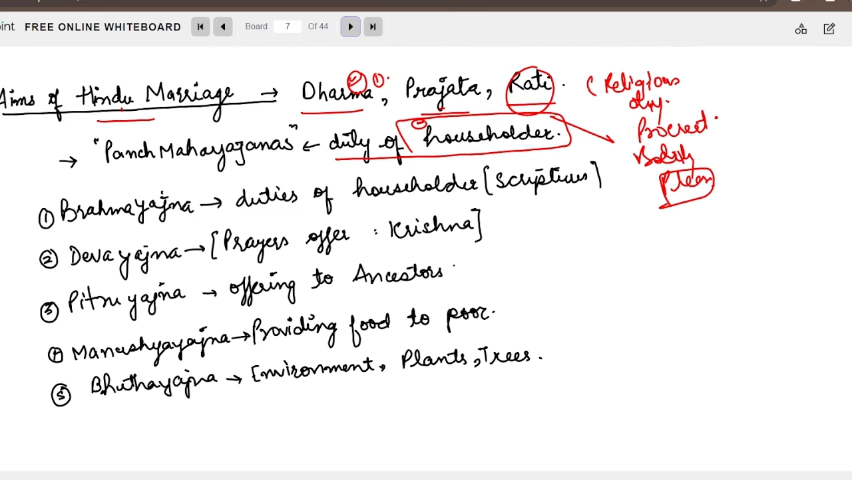 oint FREE ONLINE WHITEBOARD Board 7 Of 44
Aims of Hindu Marriage → Dharma, Prajata, Rati. (Religious
duty.
→ "PanchMahayaganas" ← duty of householder. Procreat.
① Brahmayajna → duties of householder [Scriptures]
② Devayajna → [Prayers offer : Krishna]
③ Pitruyajna → offering to Ancestors.
④ Manushyayajna → Providing food to poor.
⑤ Bhuthayajna → Environment, Plants, Trees.